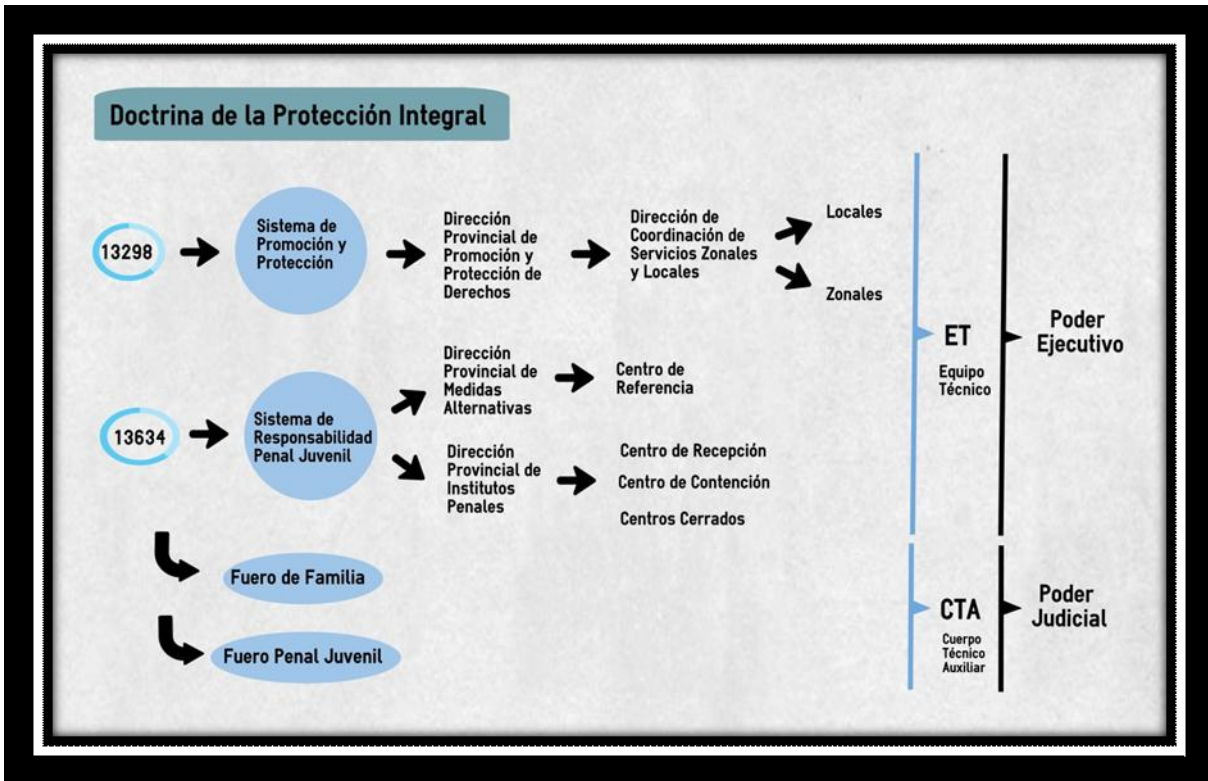 Doctrina de la Protección Integral
13298
Sistema de
Promoción y
Protección
Dirección
Provincial de
Promoción y
Protección de
Derechos
Dirección de
Coordinación de
Servicios Zonales
y Locales
Locales
Zonales
13634
Sistema de
Responsabilidad
Penal Juvenil
Dirección
Provincial de
Medidas
Alternativas
Centro de
Referencia
Dirección
Provincial de
Institutos
Penales
Centro de Recepción
Centro de Contención
Centros Cerrados
Fuero de Familia
Fuero Penal Juvenil
ET
Equipo
Técnico
Poder
Ejecutivo
CTA
Cuerpo
Técnico
Auxiliar
Poder
Judicial